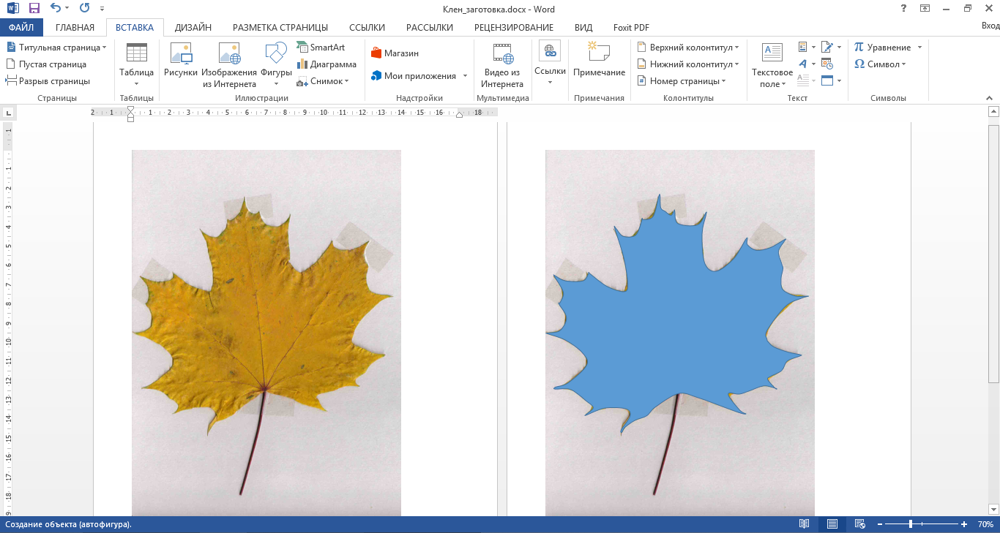 Клен_заготовка.docx - Word
?
ФАЙЛ ГЛАВНАЯ ВСТАВКА ДИЗАЙН РАЗМЕТКА СТРАНИЦЫ ССЫЛКИ РАССЫЛКИ РЕЦЕНЗИРОВАНИЕ ВИД Foxit PDF Вход
Титульная страница
Пустая страница
Разрыв страницы
Страницы
Таблица
Таблицы
Рисунки
Изображения
из Интернета
Фигуры
SmartArt
Диаграмма
Снимок
Иллюстрации
Магазин
Мои приложения
Надстройки
Видео из
Интернета
Мультимедиа
Ссылки
Примечание
Примечания
Верхний колонтитул
Нижний колонтитул
Номер страницы
Колонтитулы
Текстовое
поле
Текст
π Уравнение
Ω Символ
Символы
2 1 1 2 3 4 5 6 7 8 9 10 11 12 13 14 15 16 18
1
1
2
3
4
5
6
7
8
9
10
11
12
13
14
15
16
17
18
Создание объекта (автофигура).
70%